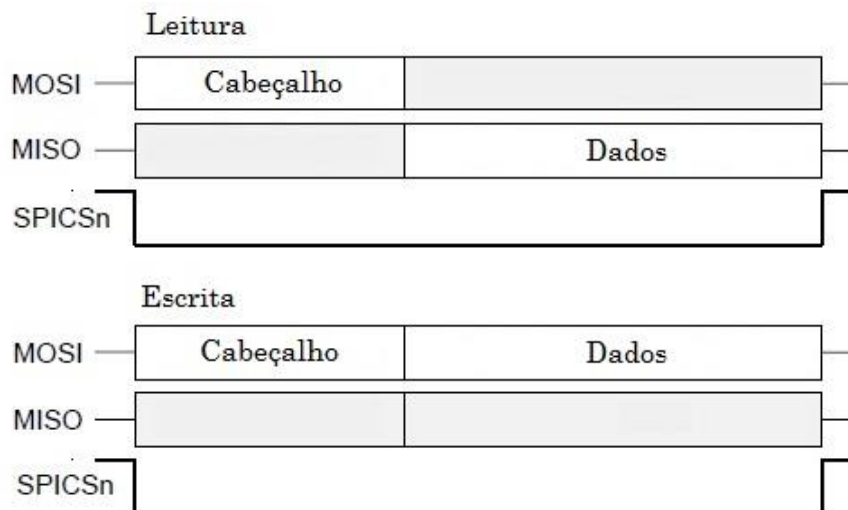 Leitura
MOSI Cabeçalho
MISO Dados
SPICSn
Escrita
MOSI Cabeçalho Dados
MISO
SPICSn